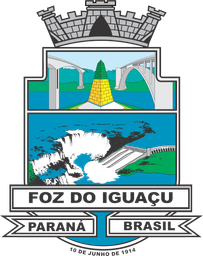 FOZ DO IGUAÇU
PARANÁ BRASIL
10 DE JUNHO DE 1914